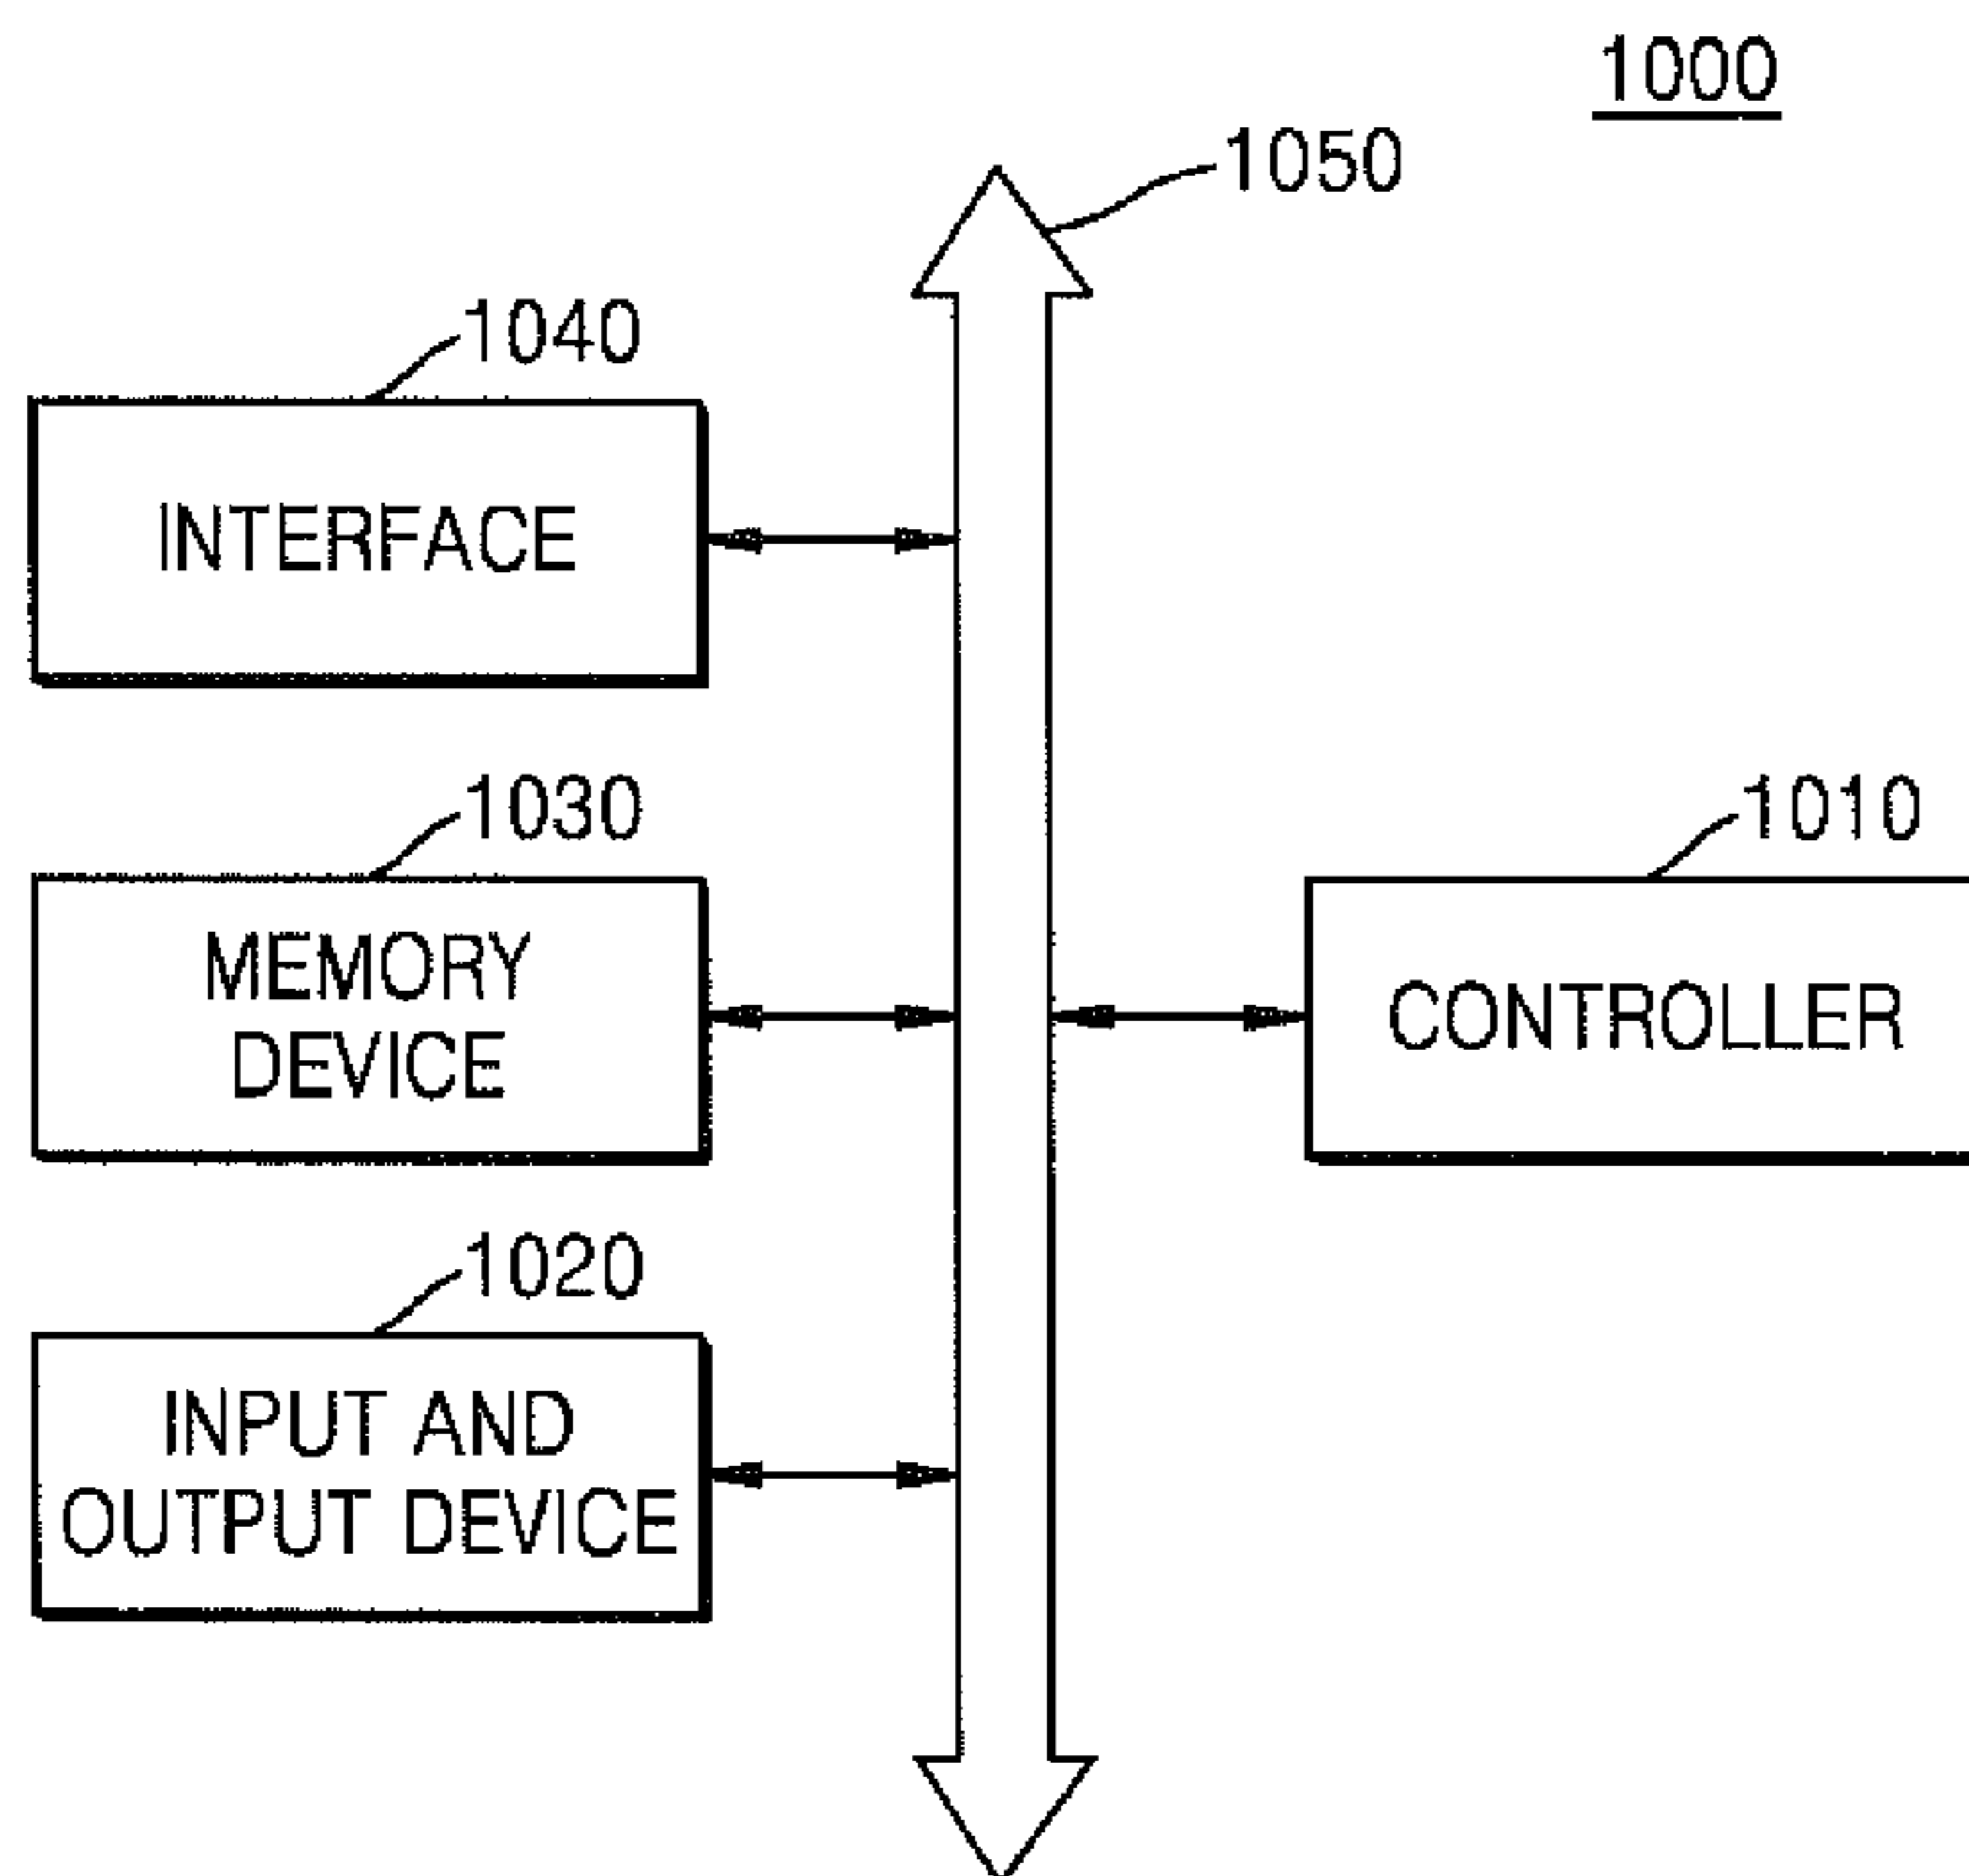 1000
1050
1040
INTERFACE
1030
MEMORY
DEVICE
1010
CONTROLLER
1020
INPUT AND
OUTPUT DEVICE